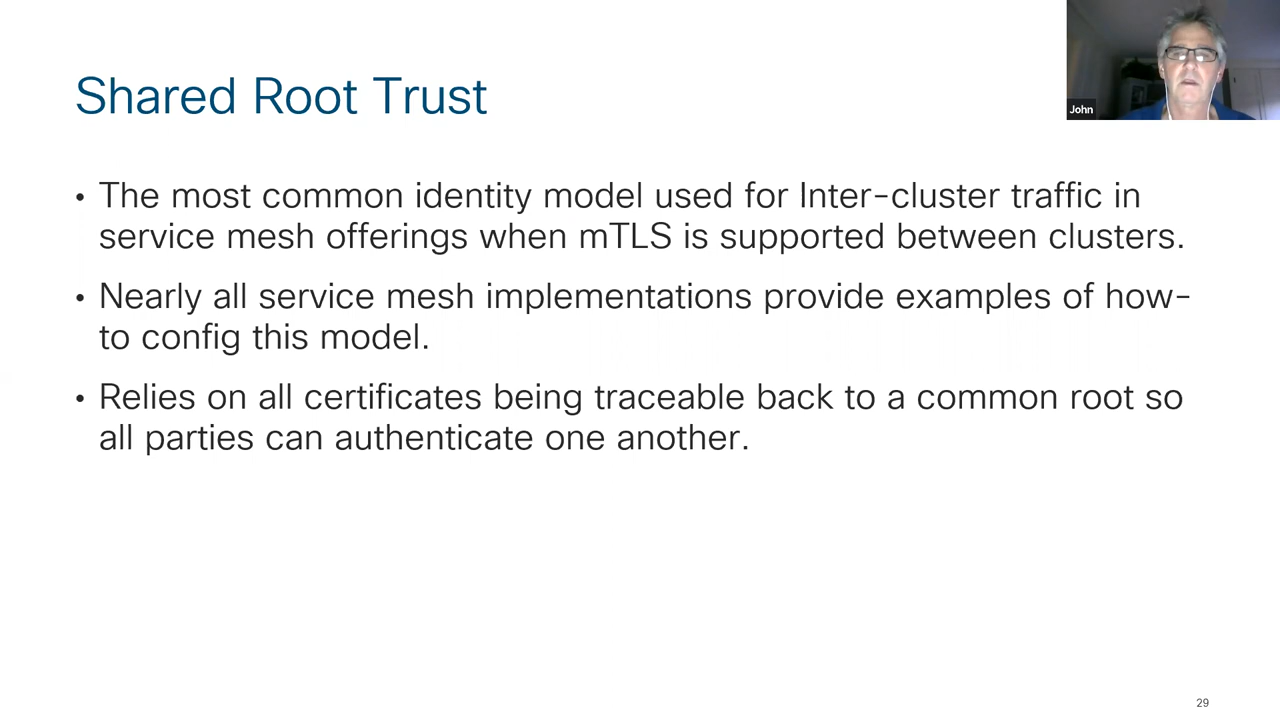 Shared Root Trust
John
• The most common identity model used for Inter-cluster traffic in
service mesh offerings when mTLS is supported between clusters.
• Nearly all service mesh implementations provide examples of how-
to config this model.
• Relies on all certificates being traceable back to a common root so
all parties can authenticate one another.
29